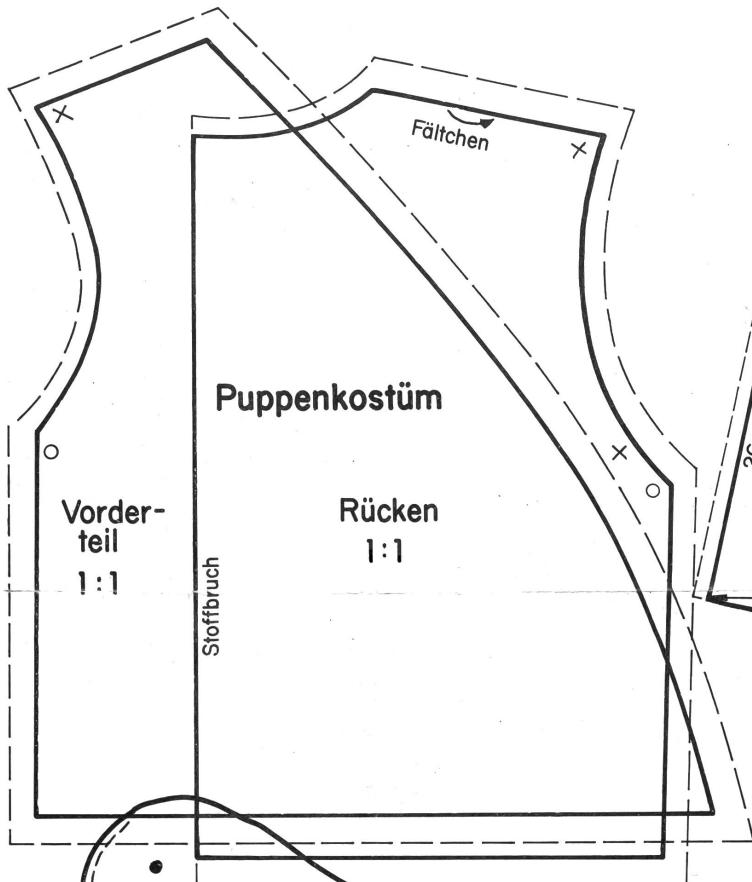 Fältchen
Puppenkostüm
Vorder-
teil
1:1
Rücken
1:1
Stoffbruch